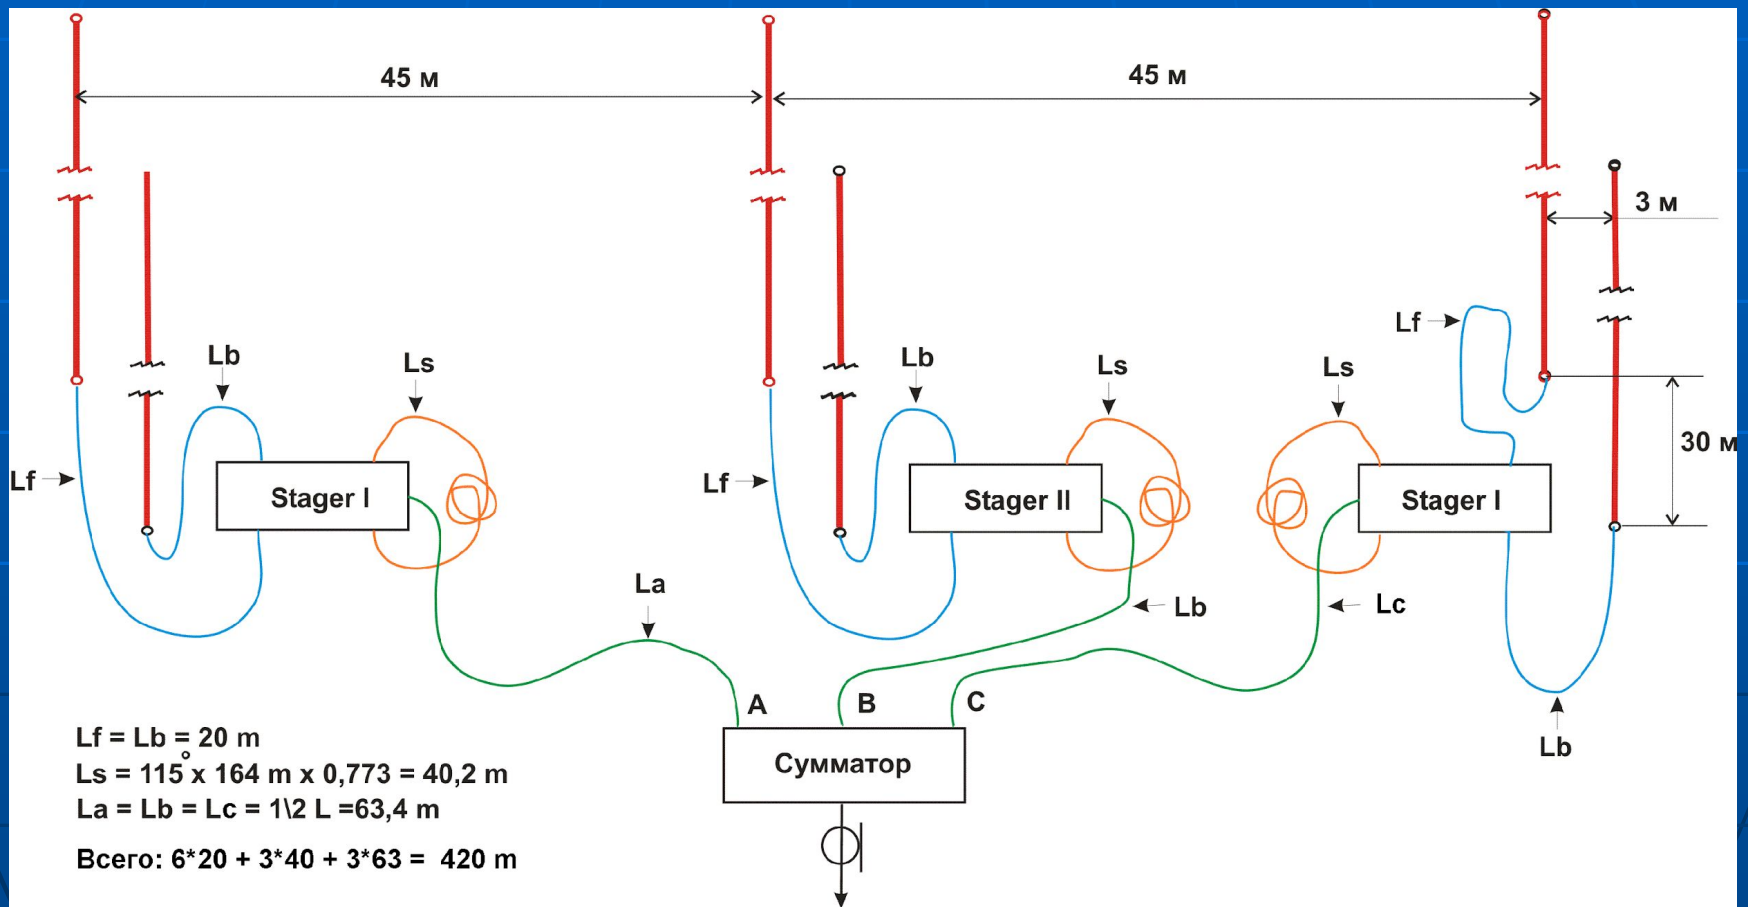 45 м
45 м
3 м
Lf
Lb
Ls
Lb
Ls
Ls
30 м
Lf
Lf
Stager I
Stager II
Stager I
La
Lb
Lc
A
B
C
Lb
Сумматор
Lf = Lb = 20 m
Ls = 115° x 164 m x 0,773 = 40,2 m
La = Lb = Lc = 1\2 L =63,4 m
Всего: 6*20 + 3*40 + 3*63 = 420 m